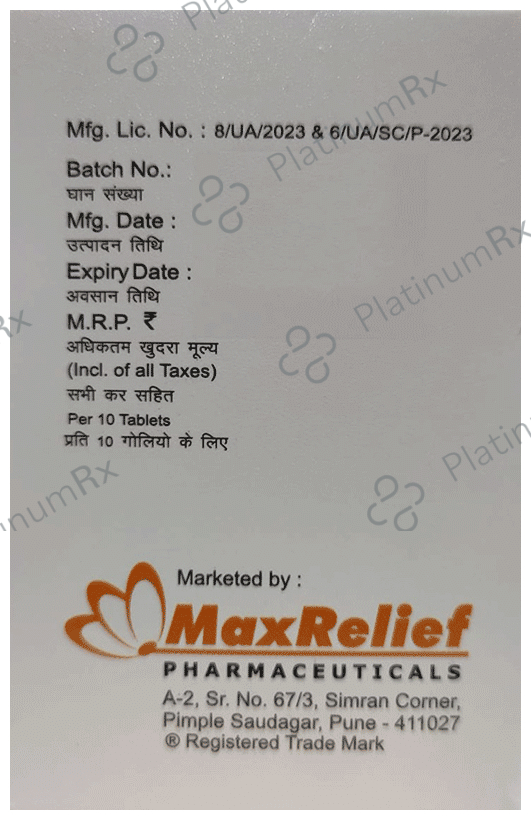 Mfg. Lic. No. : 8/UA/2023 & 6/UA/SC/P-2023
Batch No.:
घान संख्या
Mfg. Date :
उत्पादन तिथि
Expiry Date :
अवसान तिथि
M.R.P. ₹
अधिकतम खुदरा मूल्य
(Incl. of all Taxes)
सभी कर सहित
Per 10 Tablets
प्रति 10 गोलियो के लिए
Marketed by :
MaxRelief
PHARMACEUTICALS
A-2, Sr. No. 67/3, Simran Corner,
Pimple Saudagar, Pune - 411027
® Registered Trade Mark
PlatinumRx
PlatinumRx